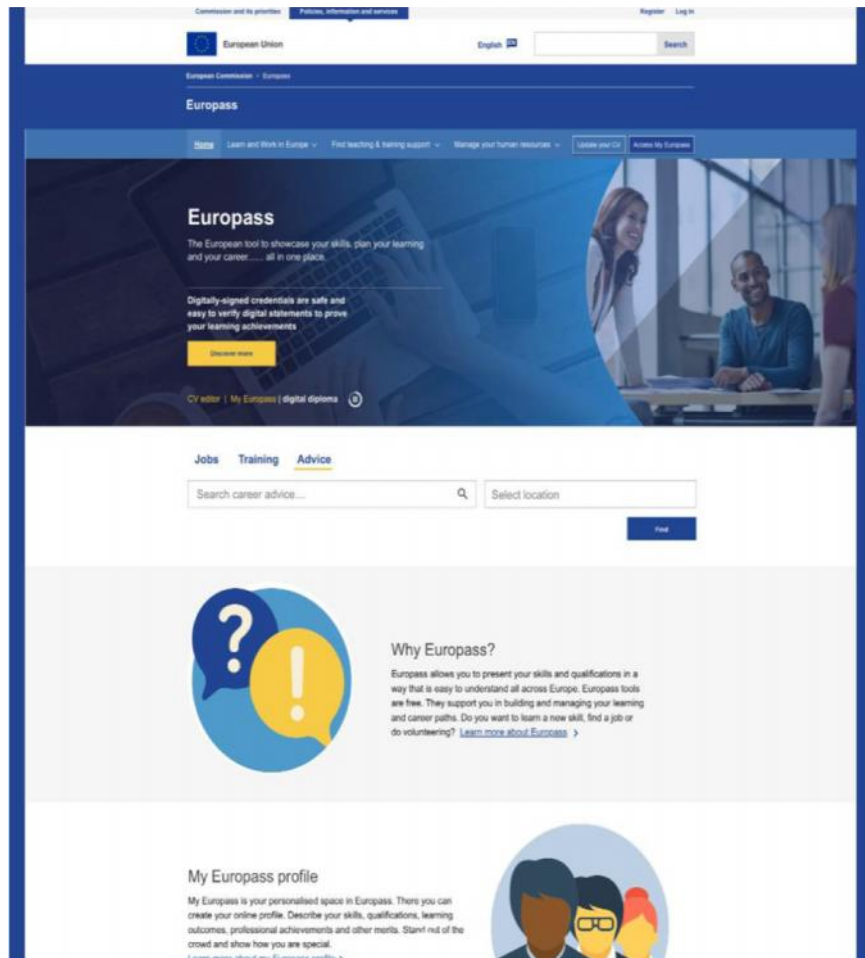 Commission and its priorities Policies, information and services Register Log in
European Union English EN Search
European Commission > Europass
Europass
Home Learn and Work in Europe Find teaching & training support Manage your human resources Update your CV Access My Europass
Europass
The European tool to showcase your skills, plan your learning
and your career...... all in one place.
Digitally-signed credentials are safe and
easy to verify digital statements to prove
your learning achievements
Discover more
CV editor | My Europass | digital diploma
Jobs Training Advice
Search career advice.... Select location
Find
?
!
Why Europass?
Europass allows you to present your skills and qualifications in a
way that is easy to understand all across Europe. Europass tools
are free. They support you in building and managing your learning
and career paths. Do you want to learn a new skill, find a job or
do volunteering? Learn more about Europass >
My Europass profile
My Europass is your personalised space in Europass. There you can
create your online profile. Describe your skills, qualifications, learning
outcomes, professional achievements and other merits. Stand out of the
crowd and show how you are special.
Learn more about my Europass profile >